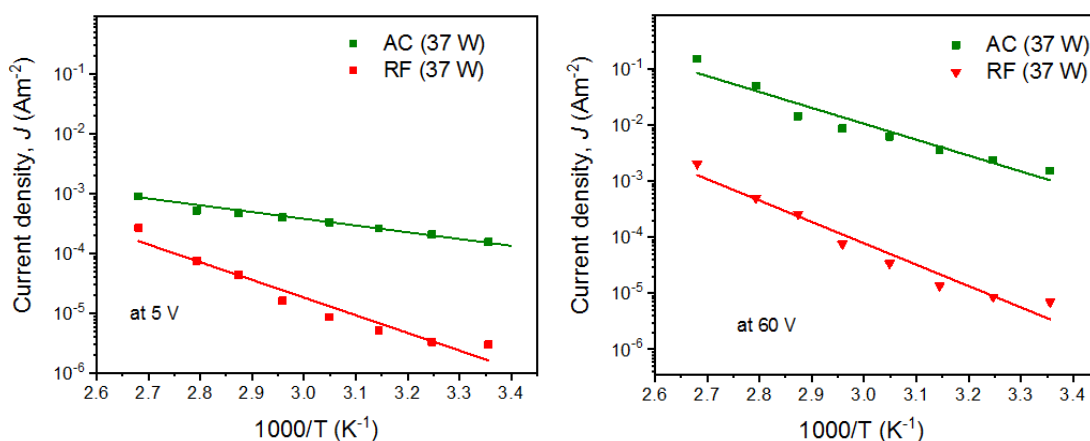 AC (37 W)
RF (37 W)
10⁻¹
10⁻²
10⁻³
10⁻⁴
10⁻⁵
10⁻⁶
Current density, J (Am⁻²)
at 5 V
2.6 2.7 2.8 2.9 3.0 3.1 3.2 3.3 3.4
1000/T (K⁻¹)
AC (37 W)
RF (37 W)
10⁻¹
10⁻²
10⁻³
10⁻⁴
10⁻⁵
10⁻⁶
Current density, J (Am⁻²)
at 60 V
2.6 2.7 2.8 2.9 3.0 3.1 3.2 3.3 3.4
1000/T (K⁻¹)